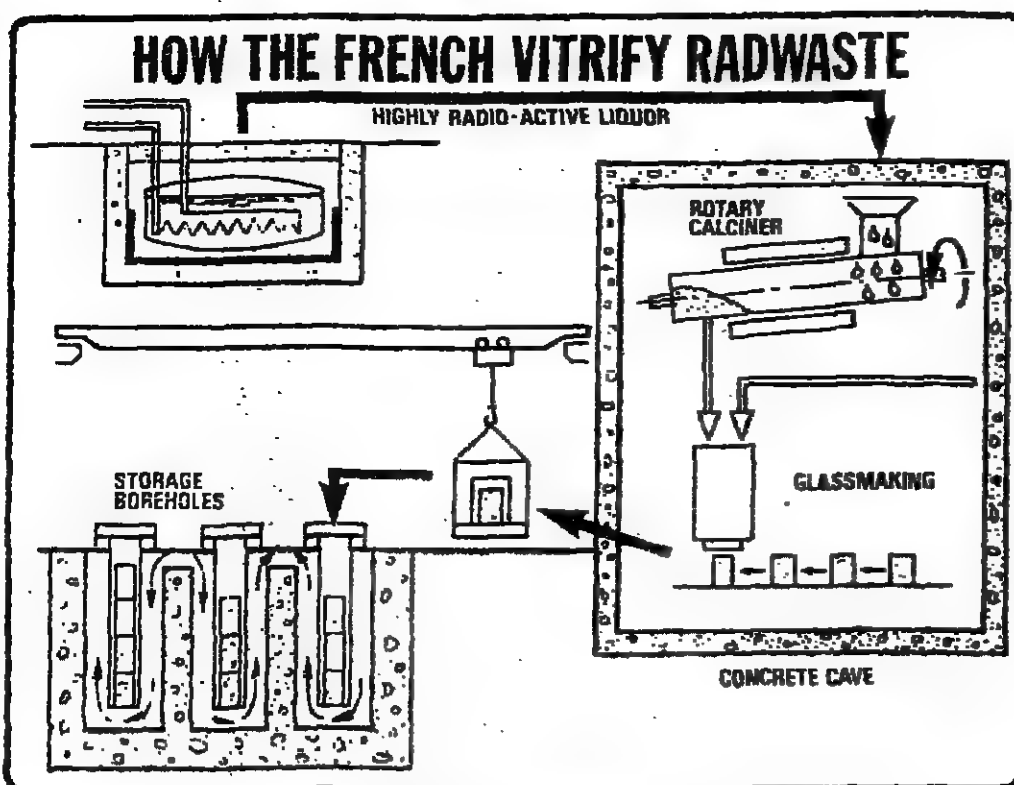 HOW THE FRENCH VITRIFY RADWASTE
HIGHLY RADIO-ACTIVE LIQUOR
ROTARY
CALCINER
STORAGE
BOREHOLES
GLASSMAKING
CONCRETE CAVE